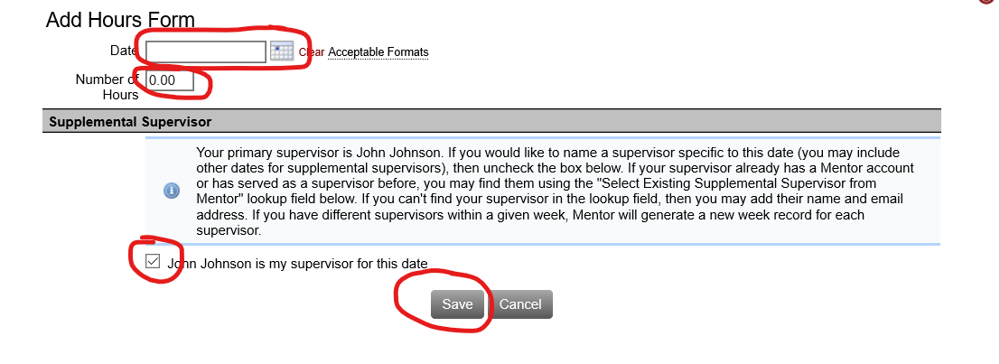 Add Hours Form
Date Clear Acceptable Formats
Number of 0.00
Hours
Supplemental Supervisor
Your primary supervisor is John Johnson. If you would like to name a supervisor specific to this date (you may include
other dates for supplemental supervisors), then uncheck the box below. If your supervisor already has a Mentor account
or has served as a supervisor before, you may find them using the "Select Existing Supplemental Supervisor from
Mentor" lookup field below. If you can't find your supervisor in the lookup field, then you may add their name and email
address. If you have different supervisors within a given week, Mentor will generate a new week record for each
supervisor.
John Johnson is my supervisor for this date
Save Cancel